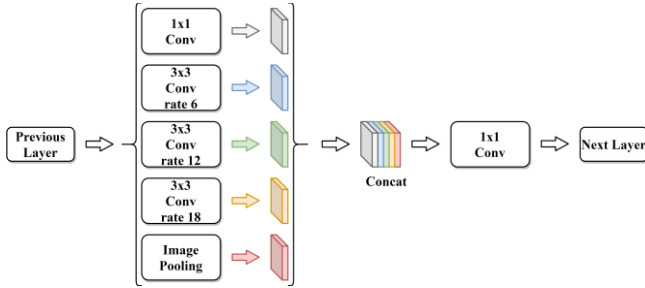 Previous
Layer
1x1
Conv
3x3
Conv
rate 6
3x3
Conv
rate 12
3x3
Conv
rate 18
Image
Pooling
Concat
1x1
Conv
Next Layer